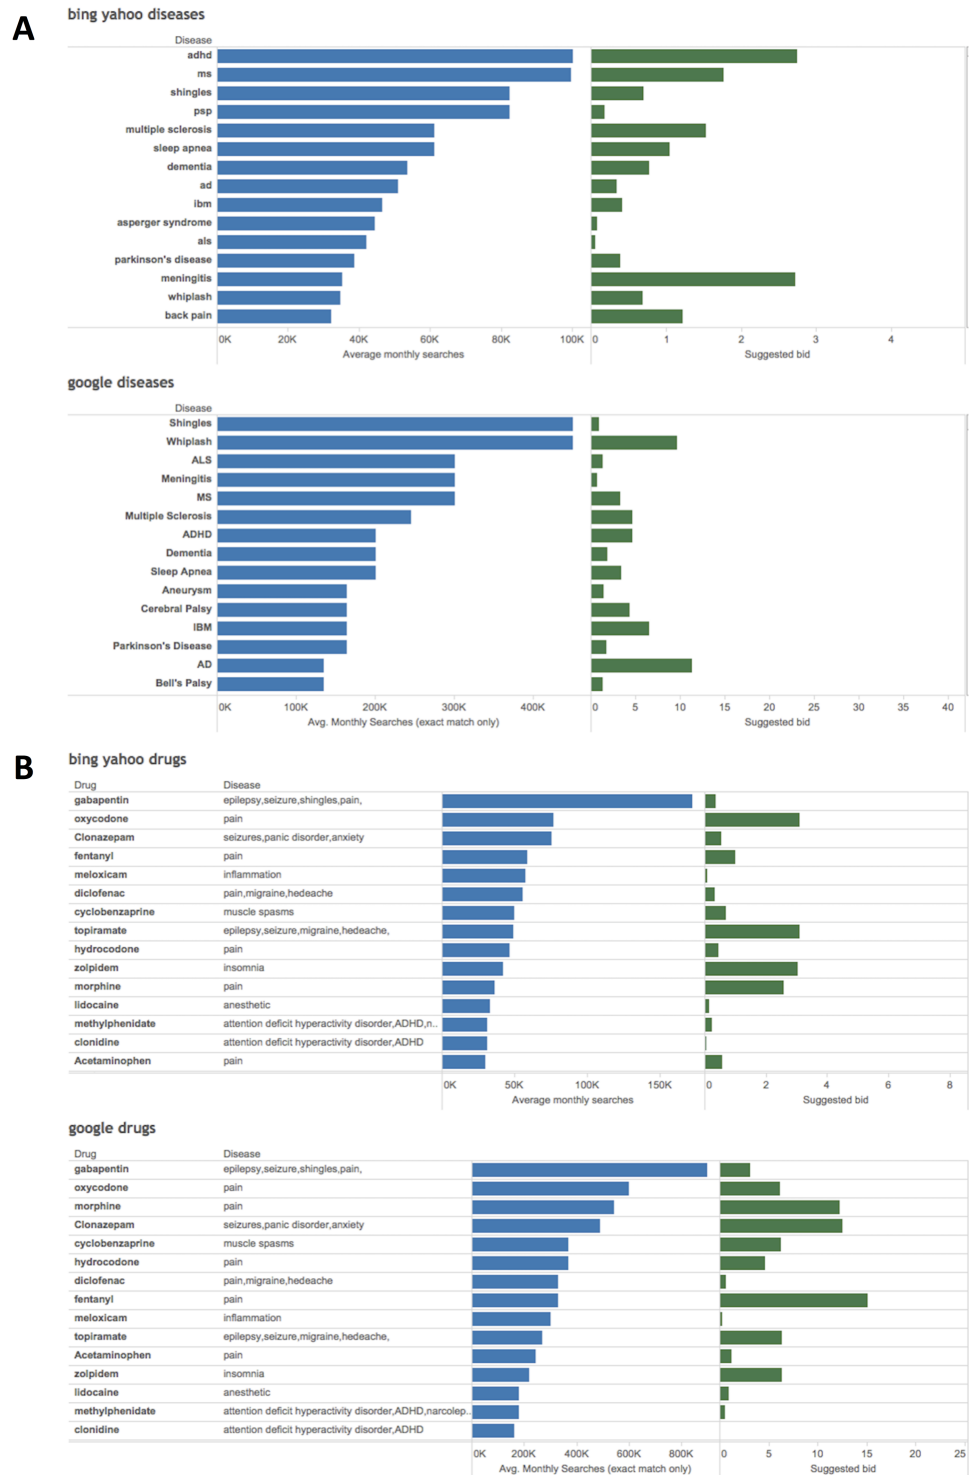 A
bing yahoo diseases
Disease
adhd
ms
shingles
psp
multiple sclerosis
sleep apnea
dementia
ad
ibm
asperger syndrome
als
parkinson's disease
meningitis
whiplash
back pain
0K 20K 40K 60K 80K 100K 0 1 2 3 4
Average monthly searches Suggested bid
google diseases
Disease
Shingles
Whiplash
ALS
Meningitis
MS
Multiple Sclerosis
ADHD
Dementia
Sleep Apnea
Aneurysm
Cerebral Palsy
IBM
Parkinson's Disease
AD
Bell's Palsy
0K 100K 200K 300K 400K 0 5 10 15 20 25 30 35 40
Avg. Monthly Searches (exact match only) Suggested bid
B
bing yahoo drugs
Drug Disease
gabapentin epilepsy,seizure,shingles,pain,
oxycodone pain
Clonazepam seizures,panic disorder,anxiety
fentanyl pain
meloxicam inflammation
diclofenac pain,migraine,hedeache
cyclobenzaprine muscle spasms
topiramate epilepsy,seizure,migraine,hedeache,
hydrocodone pain
zolpidem insomnia
morphine pain
lidocaine anesthetic
methylphenidate attention deficit hyperactivity disorder,ADHD,n..
clonidine attention deficit hyperactivity disorder,ADHD
Acetaminophen pain
0K 50K 100K 150K 0 2 4 6 8
Average monthly searches Suggested bid
google drugs
Drug Disease
gabapentin epilepsy,seizure,shingles,pain,
oxycodone pain
morphine pain
Clonazepam seizures,panic disorder,anxiety
cyclobenzaprine muscle spasms
hydrocodone pain
diclofenac pain,migraine,hedeache
fentanyl pain
meloxicam inflammation
topiramate epilepsy,seizure,migraine,hedeache,
Acetaminophen pain
zolpidem insomnia
lidocaine anesthetic
methylphenidate attention deficit hyperactivity disorder,ADHD,narcolep..
clonidine attention deficit hyperactivity disorder,ADHD
0K 200K 400K 600K 800K 0 5 10 15 20 25
Avg. Monthly Searches (exact match only) Suggested bid